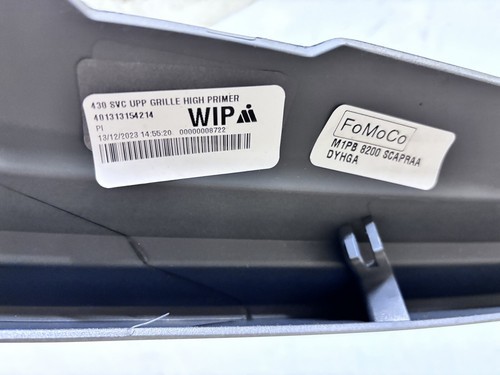 430 SVC UPP GRILLE HIGH PRIMER
401313154214
PI
13/12/2023 14:55:20 00000008722
WIP
FoMoCo
M1PB 8200 SCAPRAA
DYHGA